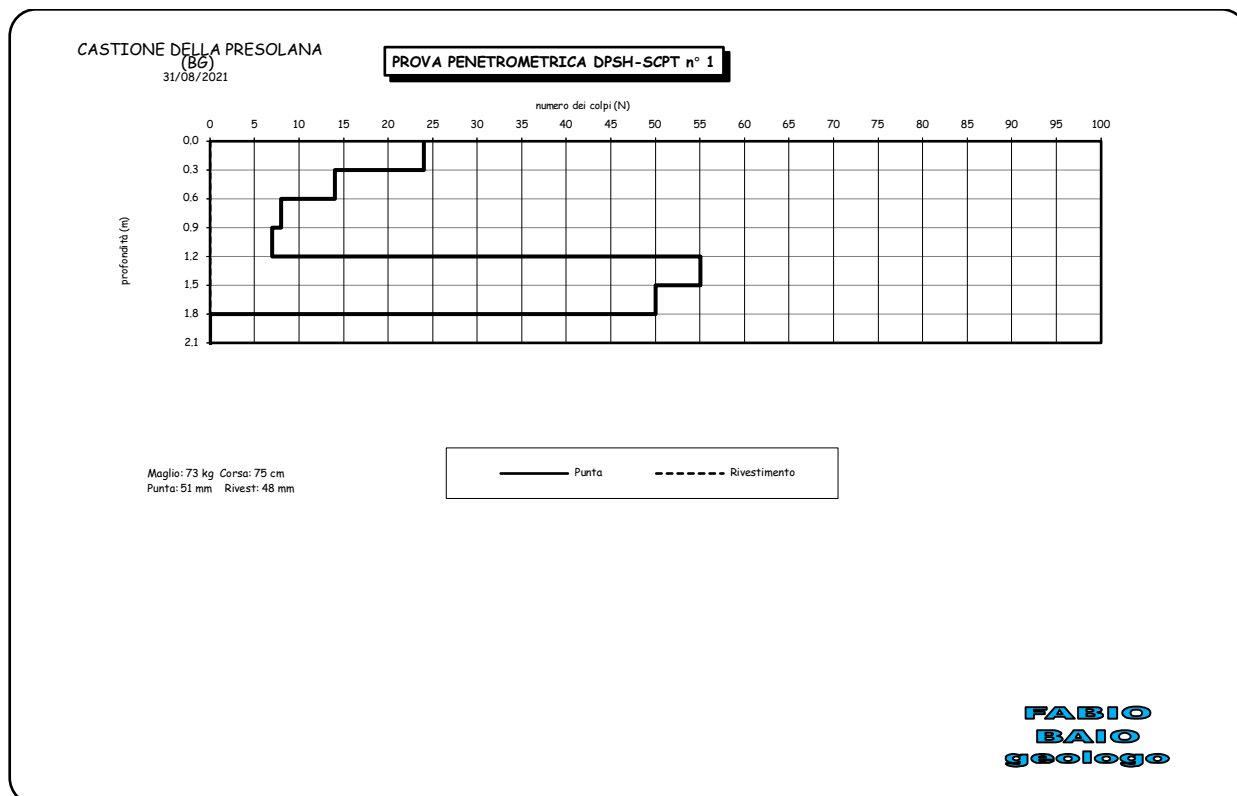 CASTIONE DELLA PRESOLANA
(BG)
31/08/2021
PROVA PENETROMETRICA DPSH-SCPT n° 1
numero dei colpi (N)
0 5 10 15 20 25 30 35 40 45 50 55 60 65 70 75 80 85 90 95 100
0.0
0.3
0.6
0.9
1.2
1.5
1.8
2.1
profondità (m)
Maglio: 73 kg Corsa: 75 cm
Punta: 51 mm Rivest: 48 mm
Punta Rivestimento
FABIO
BAIO
geologo